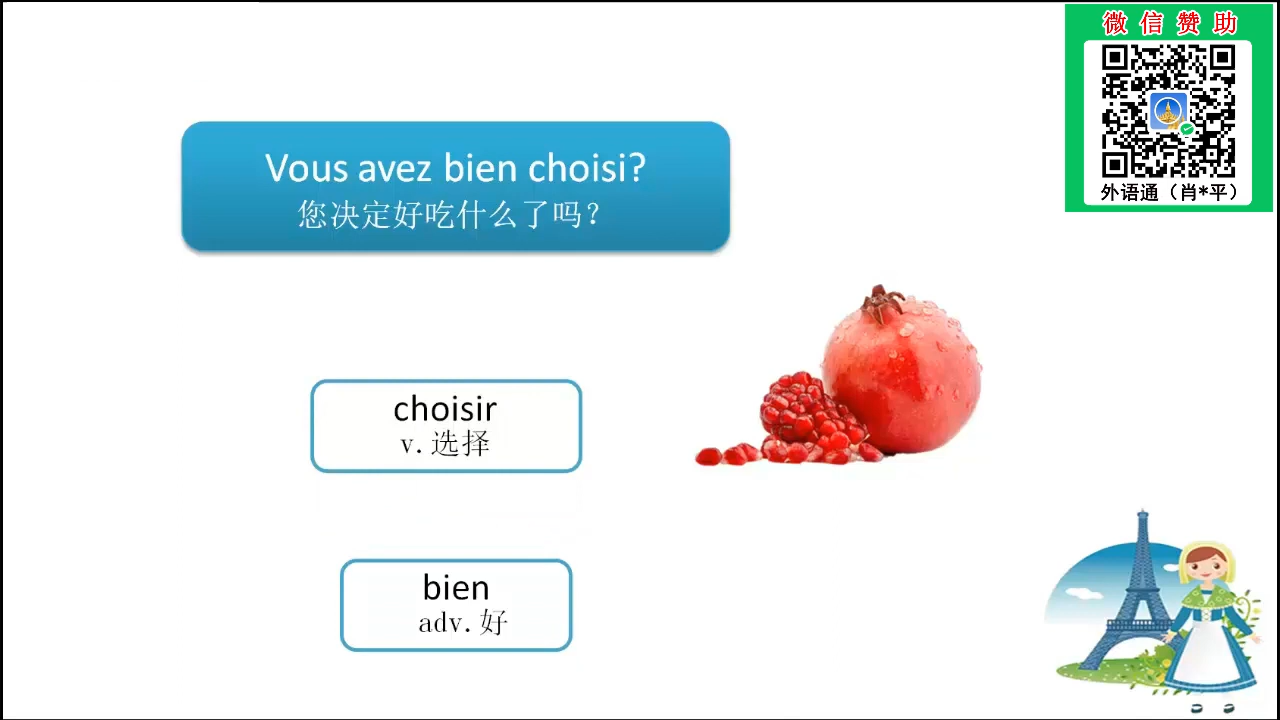 微信赞助
外语通（肖*平）
Vous avez bien choisi?
您决定好吃什么了吗?
choisir
v.选择
bien
adv.好